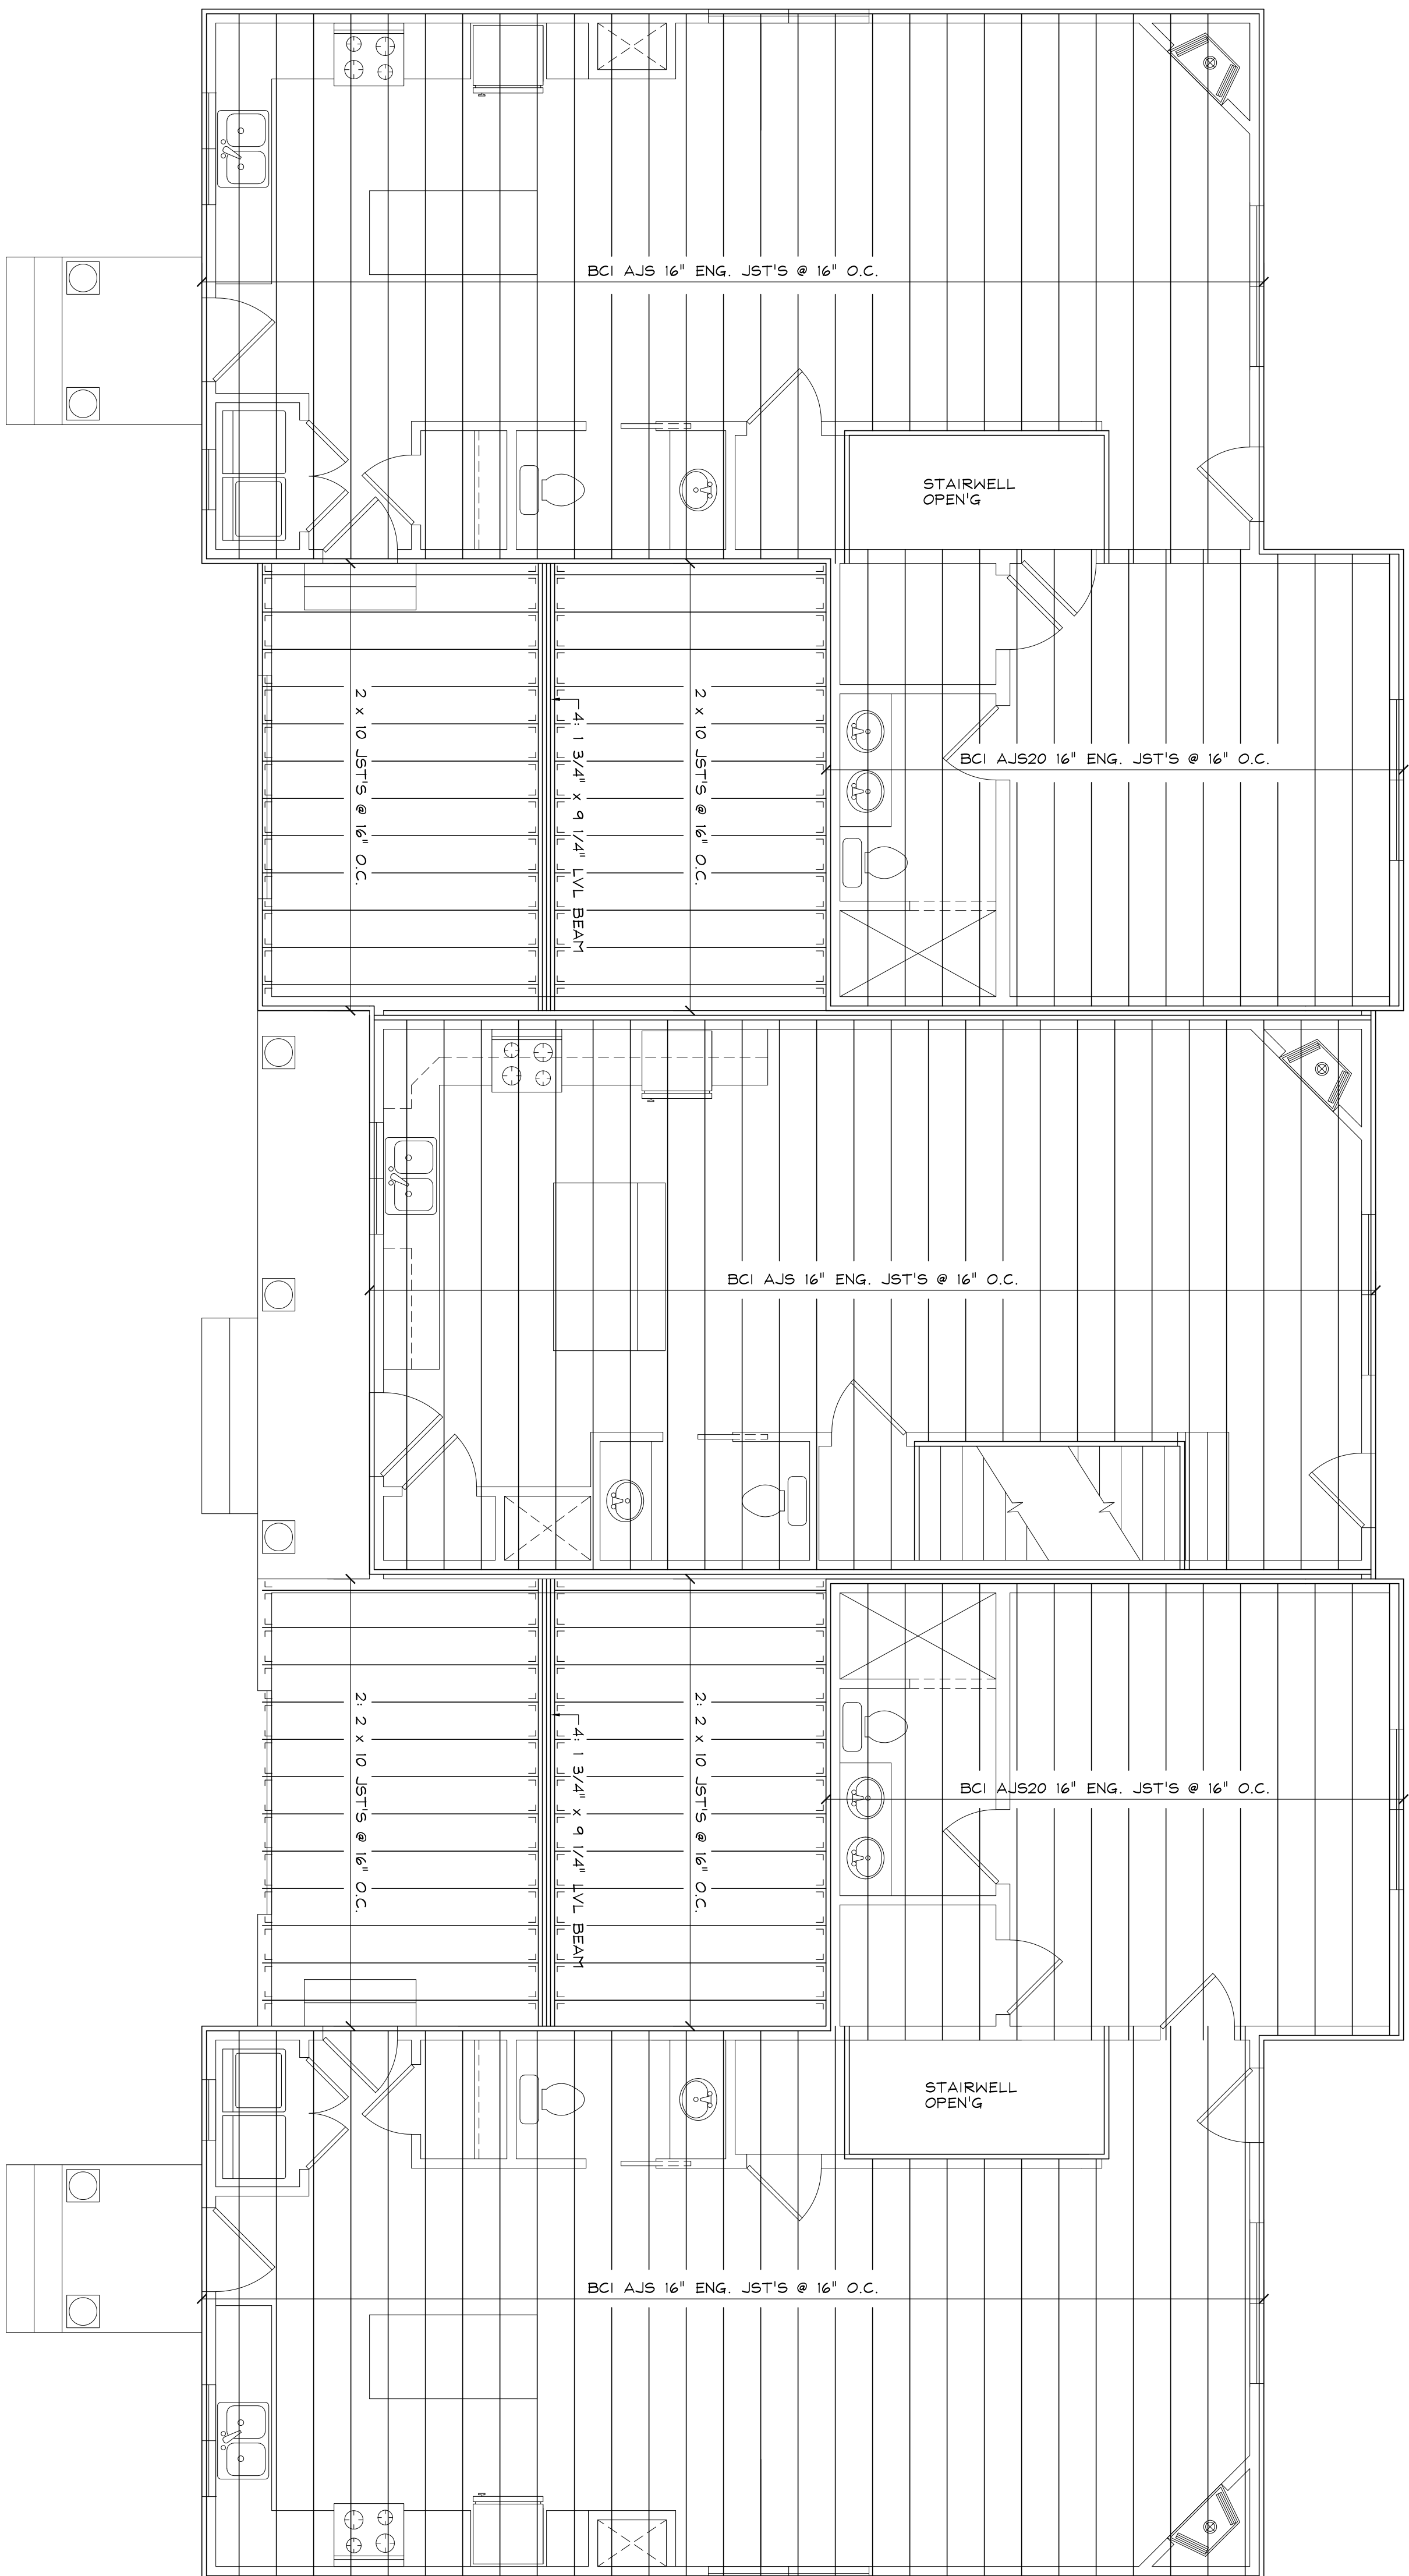 BCI AJS 16" ENG. JST'S @ 16" O.C.
STAIRWELL
OPEN'G
2 x 10 JST'S @ 16" O.C.
4: 1 3/4" x 9 1/4" LVL BEAM
2 x 10 JST'S @ 16" O.C.
BCI AJS20 16" ENG. JST'S @ 16" O.C.
BCI AJS 16" ENG. JST'S @ 16" O.C.
2: 2 x 10 JST'S @ 16" O.C.
4: 1 3/4" x 9 1/4" LVL BEAM
2: 2 x 10 JST'S @ 16" O.C.
BCI AJS20 16" ENG. JST'S @ 16" O.C.
STAIRWELL
OPEN'G
BCI AJS 16" ENG. JST'S @ 16" O.C.